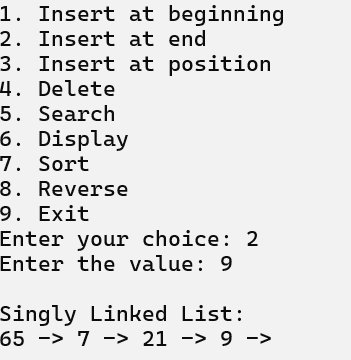 1. Insert at beginning
2. Insert at end
3. Insert at position
4. Delete
5. Search
6. Display
7. Sort
8. Reverse
9. Exit
Enter your choice: 2
Enter the value: 9
Singly Linked List:
65 -> 7 -> 21 -> 9 ->